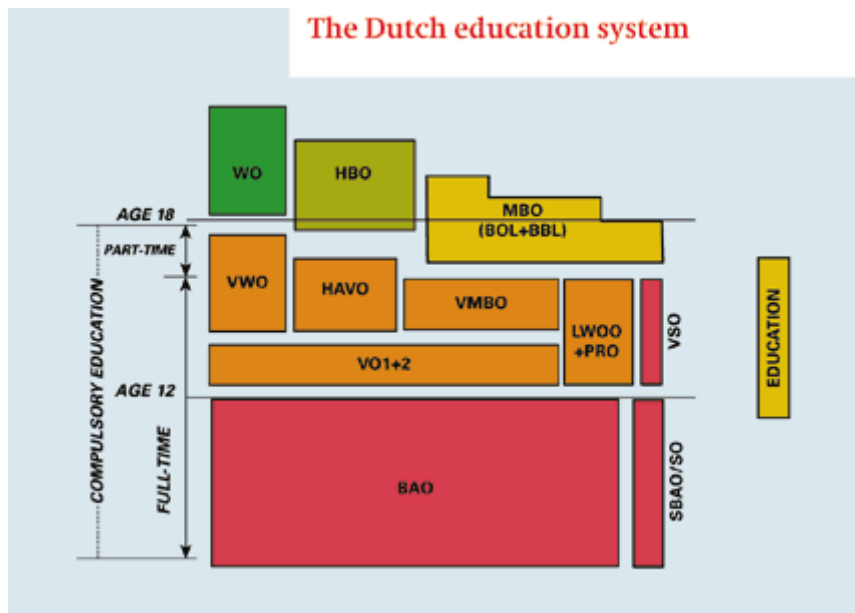 The Dutch education system
WO
HBO
MBO
(BOL+BBL)
AGE 18
PART-TIME
VWO
HAVO
VMBO
LWOO
+PRO
VSO
EDUCATION
VO1+2
AGE 12
COMPULSORY EDUCATION
FULL-TIME
BAO
SBAO/SO